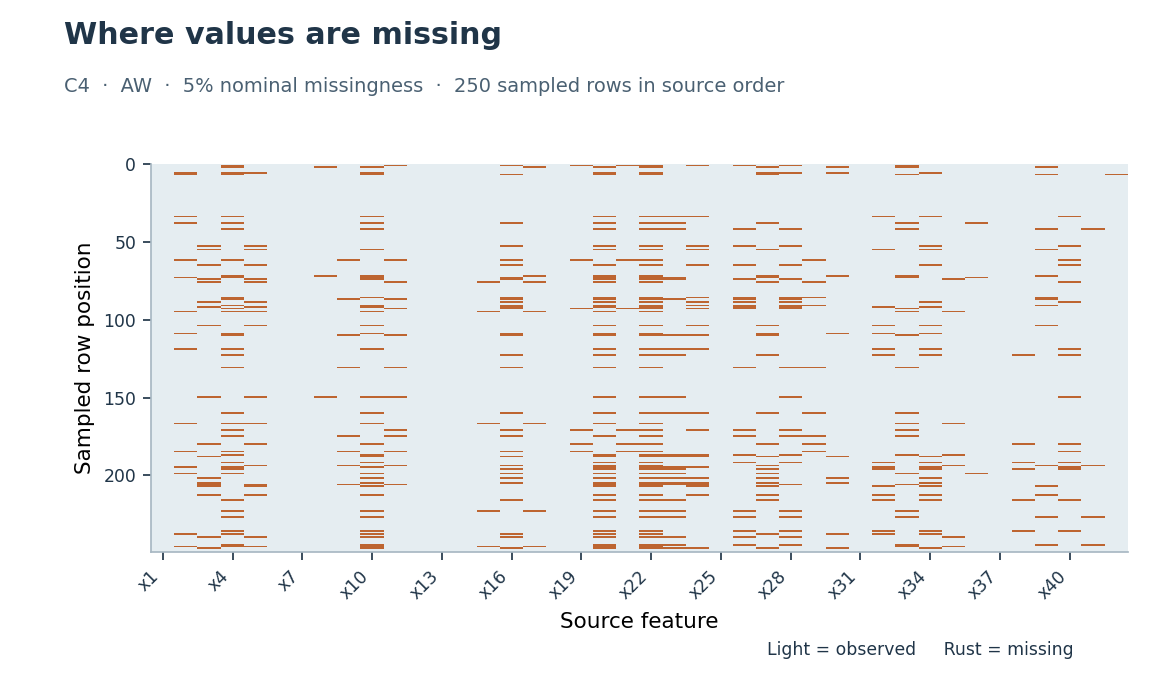 Where values are missing
C4 · AW · 5% nominal missingness · 250 sampled rows in source order
0
50
100
150
200
Sampled row position
x1 x4 x7 x10 x13 x16 x19 x22 x25 x28 x31 x34 x37 x40
Source feature
Light = observed Rust = missing